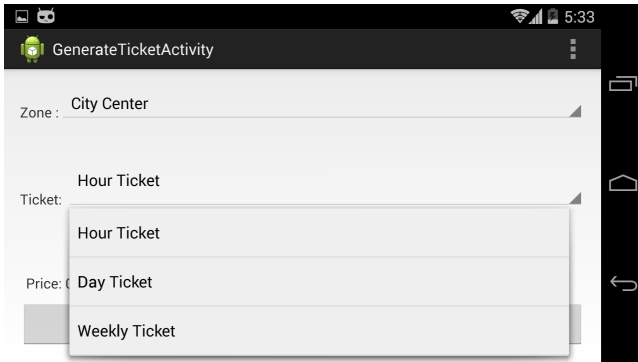 5:33
GenerateTicketActivity
Zone : City Center
Ticket: Hour Ticket
Hour Ticket
Price: Day Ticket
Weekly Ticket